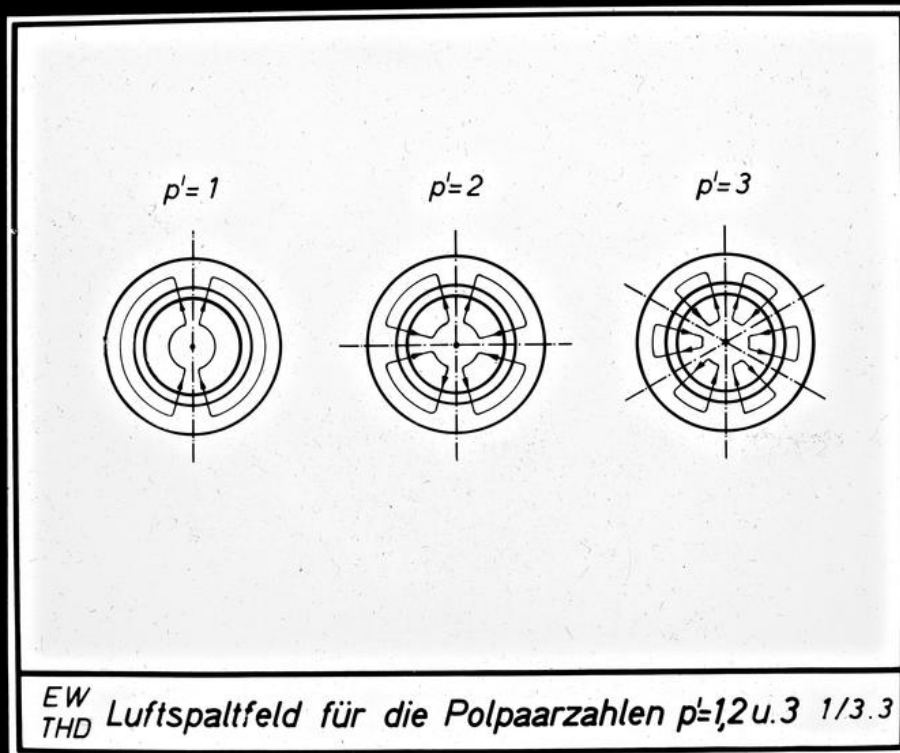 p'= 1
p'= 2
p'= 3
EW
THD
Luftspaltfeld für die Polpaarzahlen p'=1,2 u. 3 1/3.3